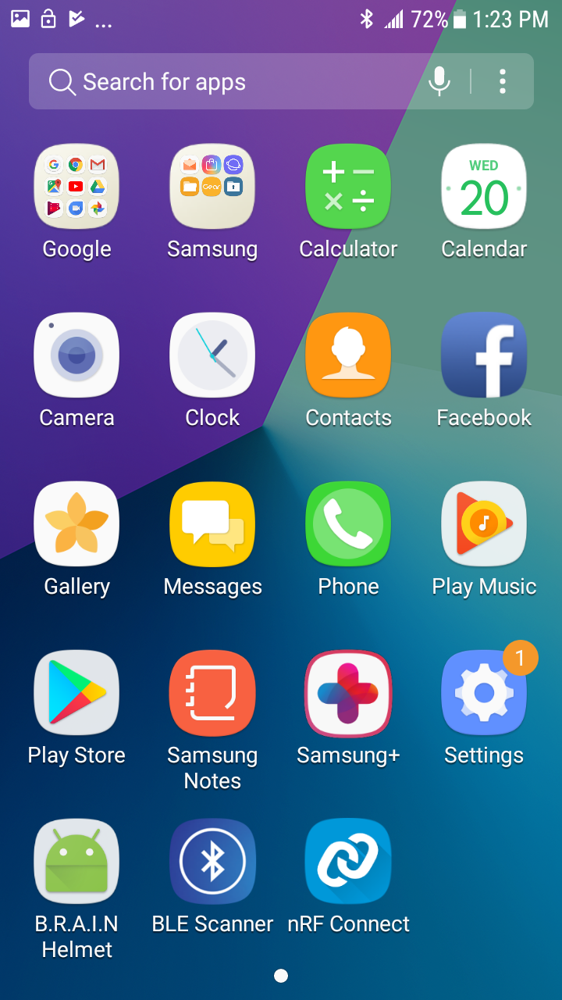 ... 72% 1:23 PM
Search for apps
WED
20
Gear
Google Samsung Calculator Calendar
Camera Clock Contacts Facebook
Gallery Messages Phone Play Music
1
Play Store Samsung Notes Samsung+ Settings
B.R.A.I.N Helmet BLE Scanner nRF Connect